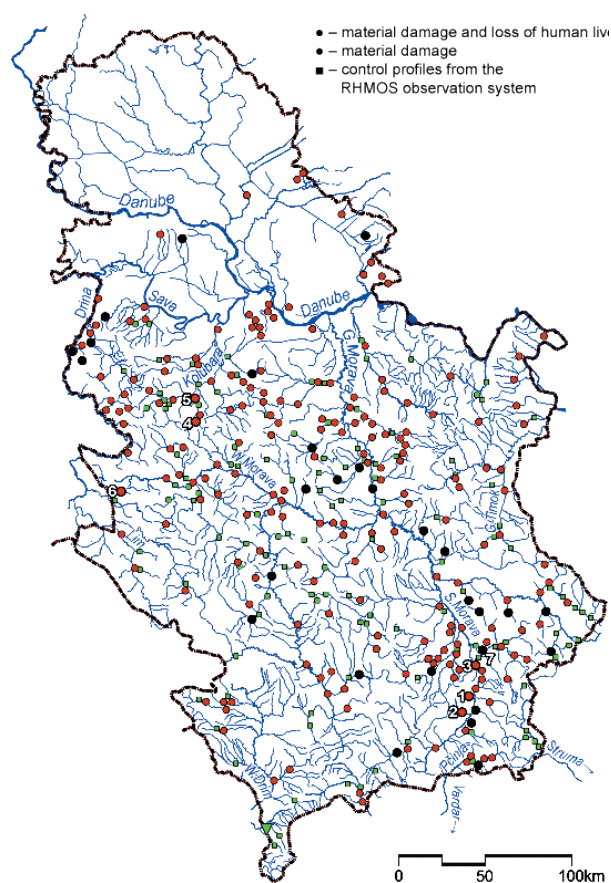 – material damage and loss of human live
– material damage
– control profiles from the
RHMOS observation system
Danube
Drina
Sava
Danube
Kolubara
G. Morava
5
4
W. Morava
6
G. Timok
Lim
S. Morava
7
3
1
2
Pčinja
Struma
W. Drim
Vardar
0 50 100km